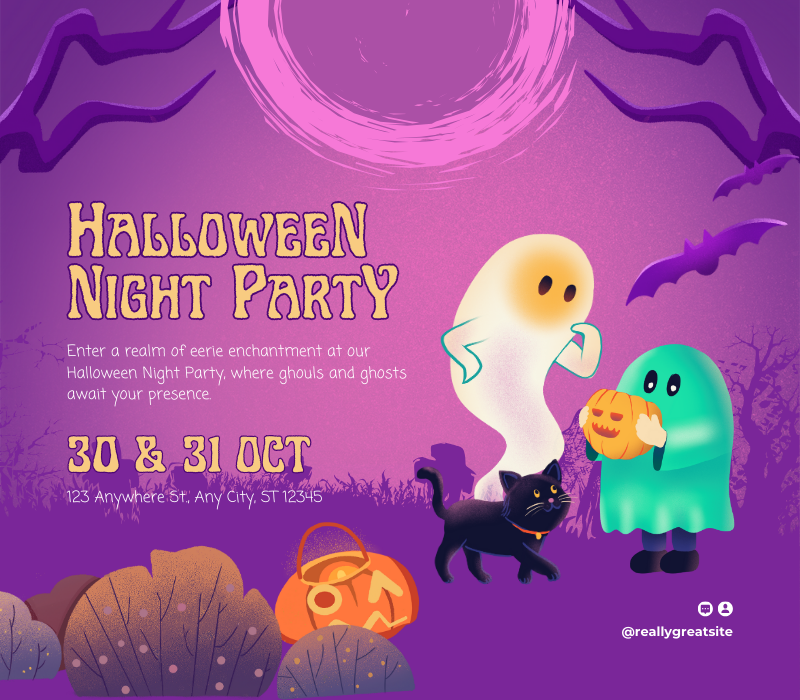 Halloween
Night Party
Enter a realm of eerie enchantment at our
Halloween Night Party, where ghouls and ghosts
await your presence.
30 & 31 Oct
123 Anywhere St., Any City, ST 12345
@reallygreatsite